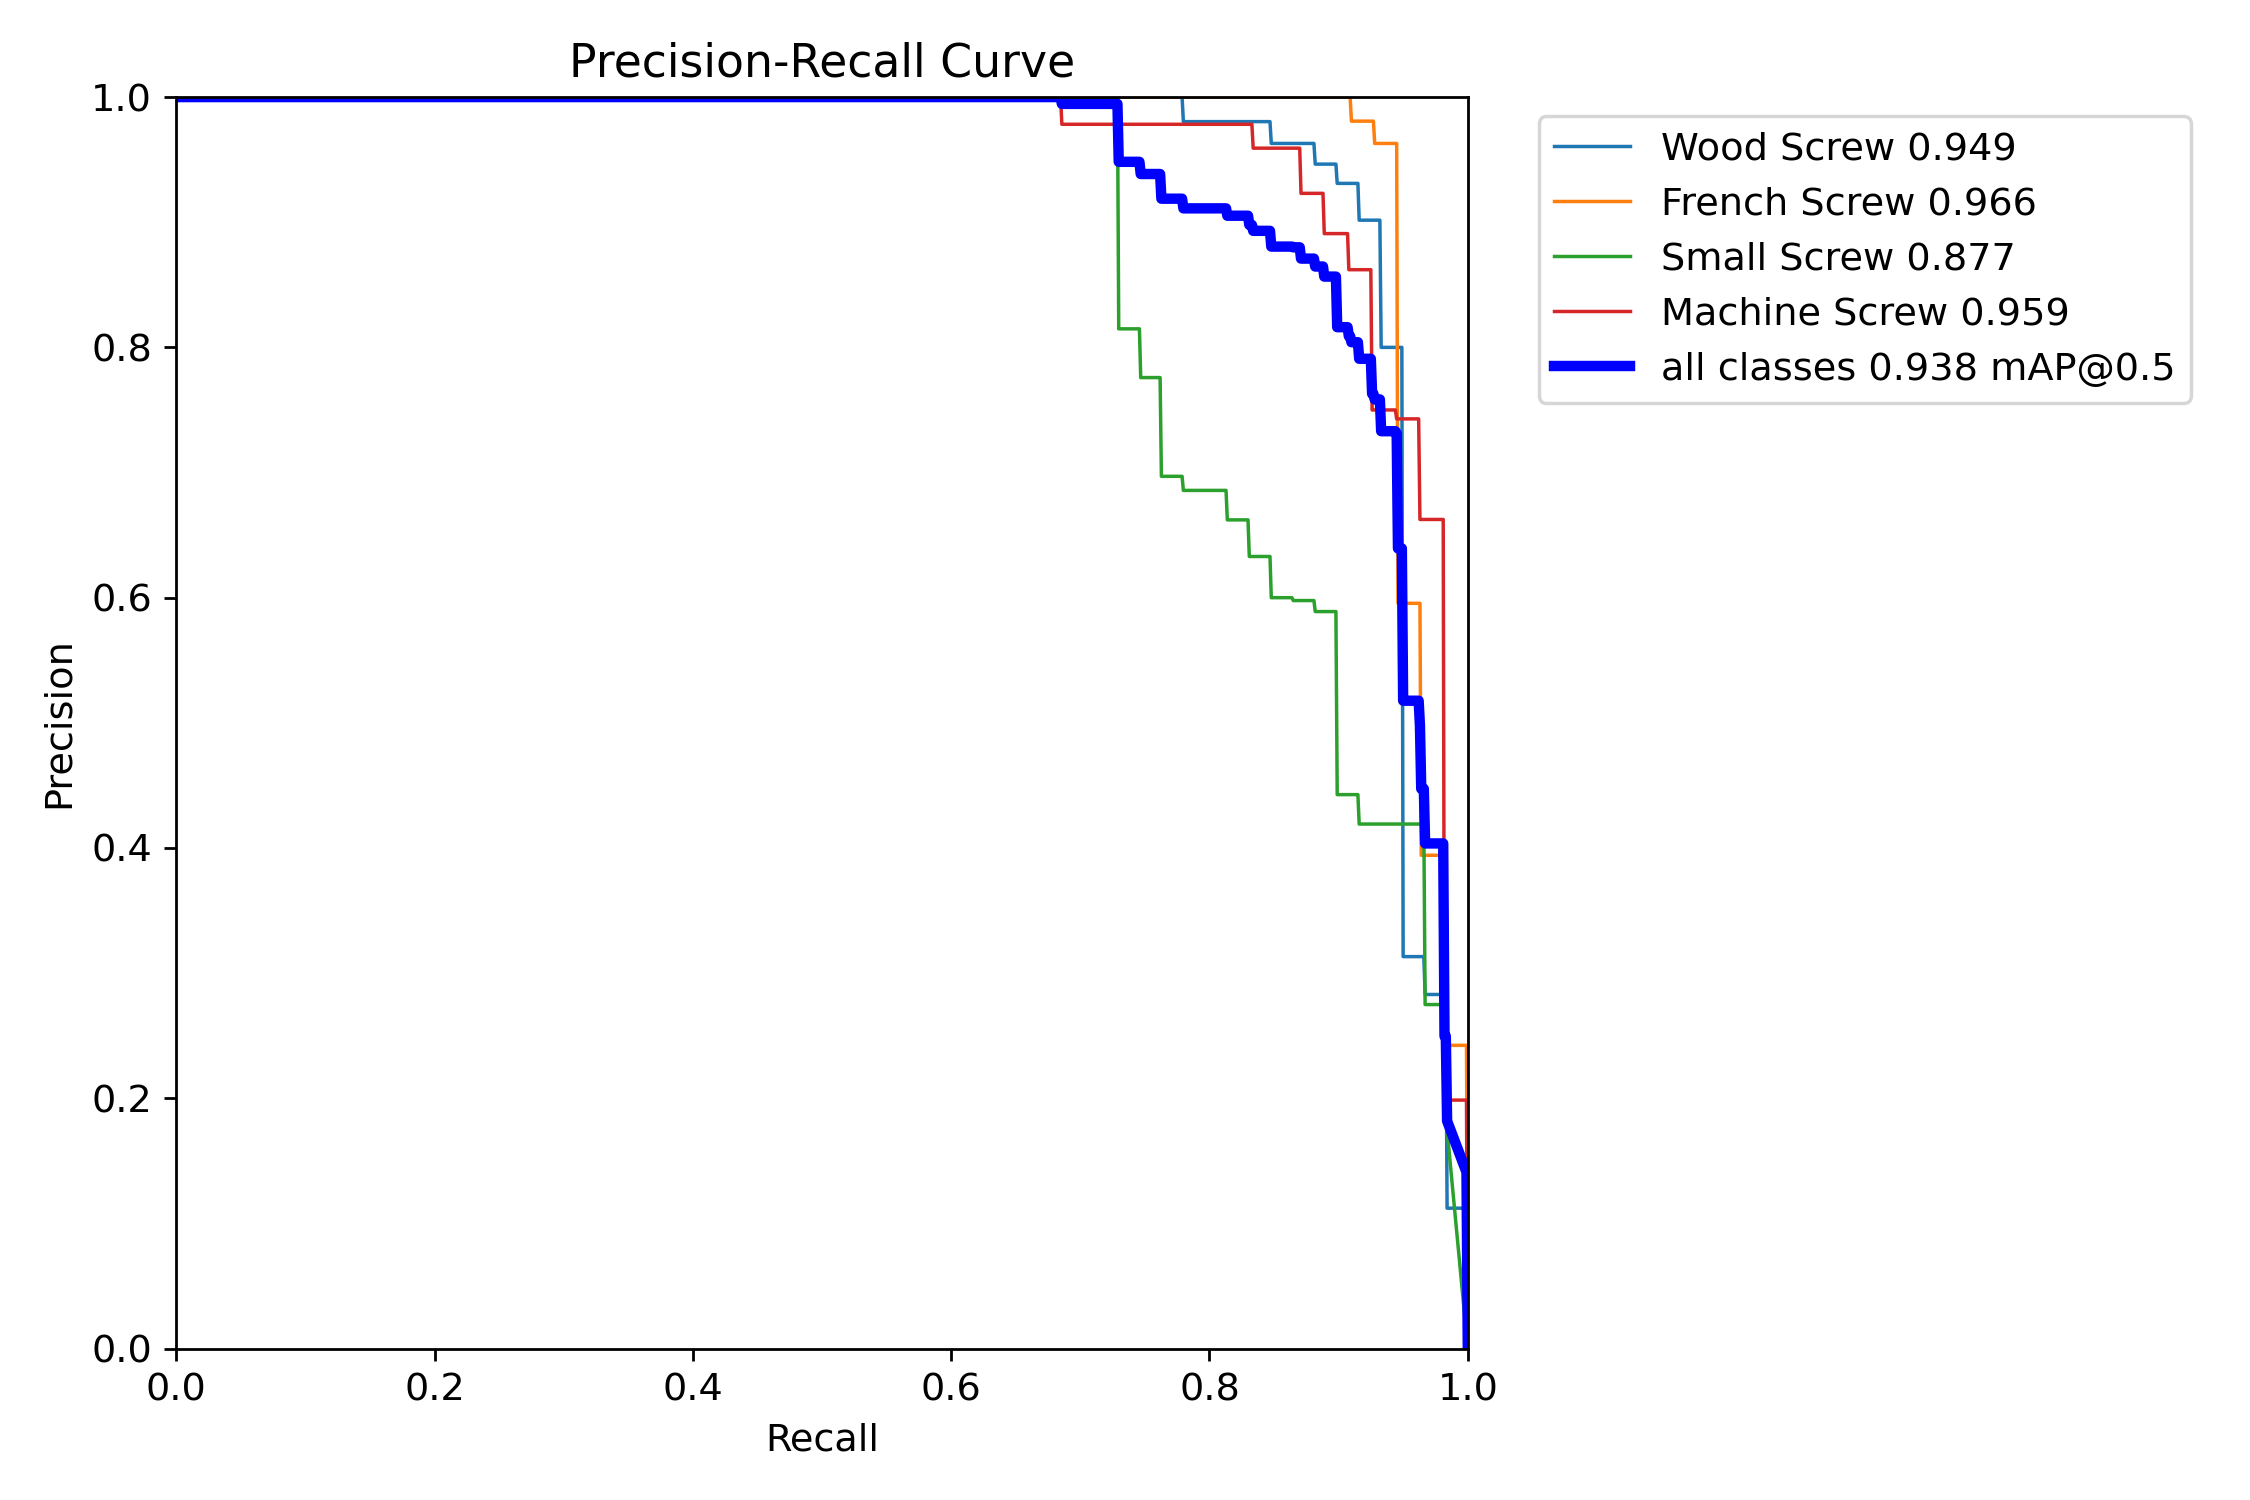 Precision-Recall Curve
1.0
0.8
0.6
0.4
0.2
0.0
Precision
0.0 0.2 0.4 0.6 0.8 1.0
Recall
Wood Screw 0.949
French Screw 0.966
Small Screw 0.877
Machine Screw 0.959
all classes 0.938 mAP@0.5